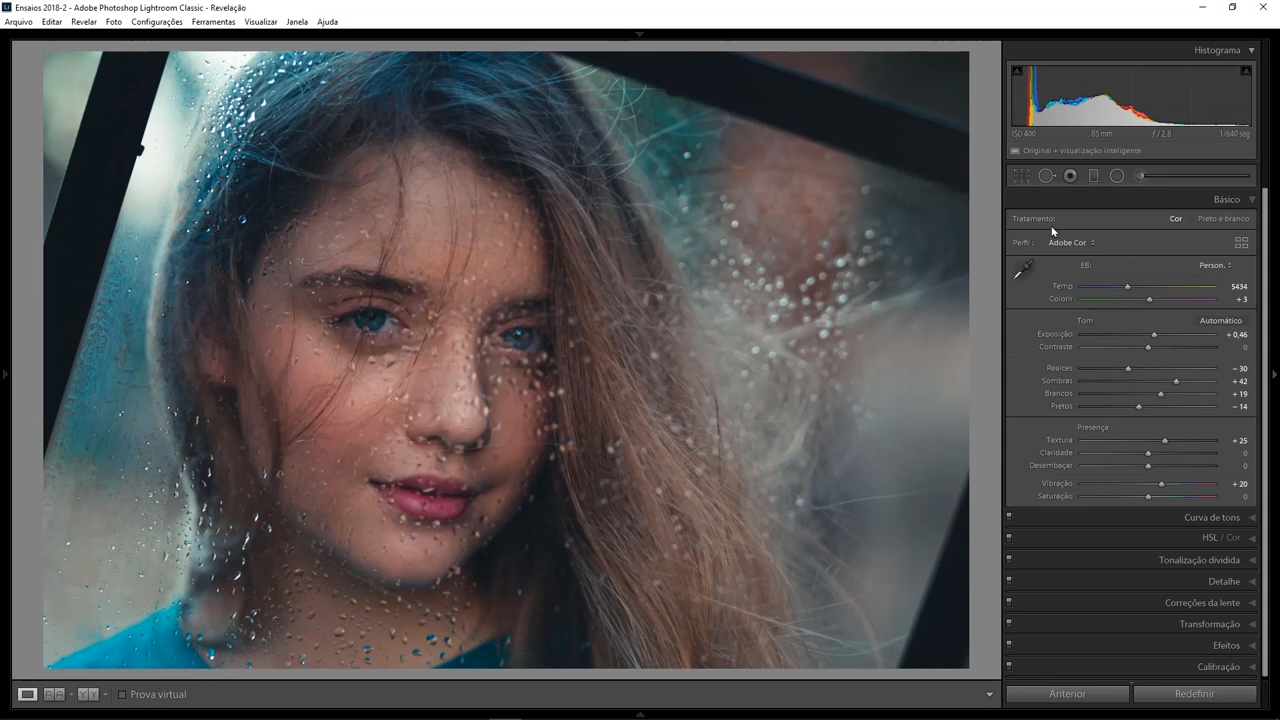 Ensaios 2018-2 - Adobe Photoshop Lightroom Classic - Revelação
Arquivo Editar Revelar Foto Configurações Ferramentas Visualizar Janela Ajuda
Histograma
ISO 400 85 mm ƒ / 2,8 1/640 seg
Original + visualização inteligente
Básico
Tratamento: Cor Preto e branco
Perfil : Adobe Cor
EB: Person.
Temp 5434
Colorir + 3
Tom Automático
Exposição + 0,46
Contraste 0
Realces − 30
Sombras + 42
Brancos + 19
Pretos − 14
Presença
Textura + 25
Claridade 0
Desembaçar 0
Vibração + 20
Saturação 0
Curva de tons
HSL / Cor
Tonalização dividida
Detalhe
Correções da lente
Transformação
Efeitos
Calibração
Prova virtual
Anterior Redefinir